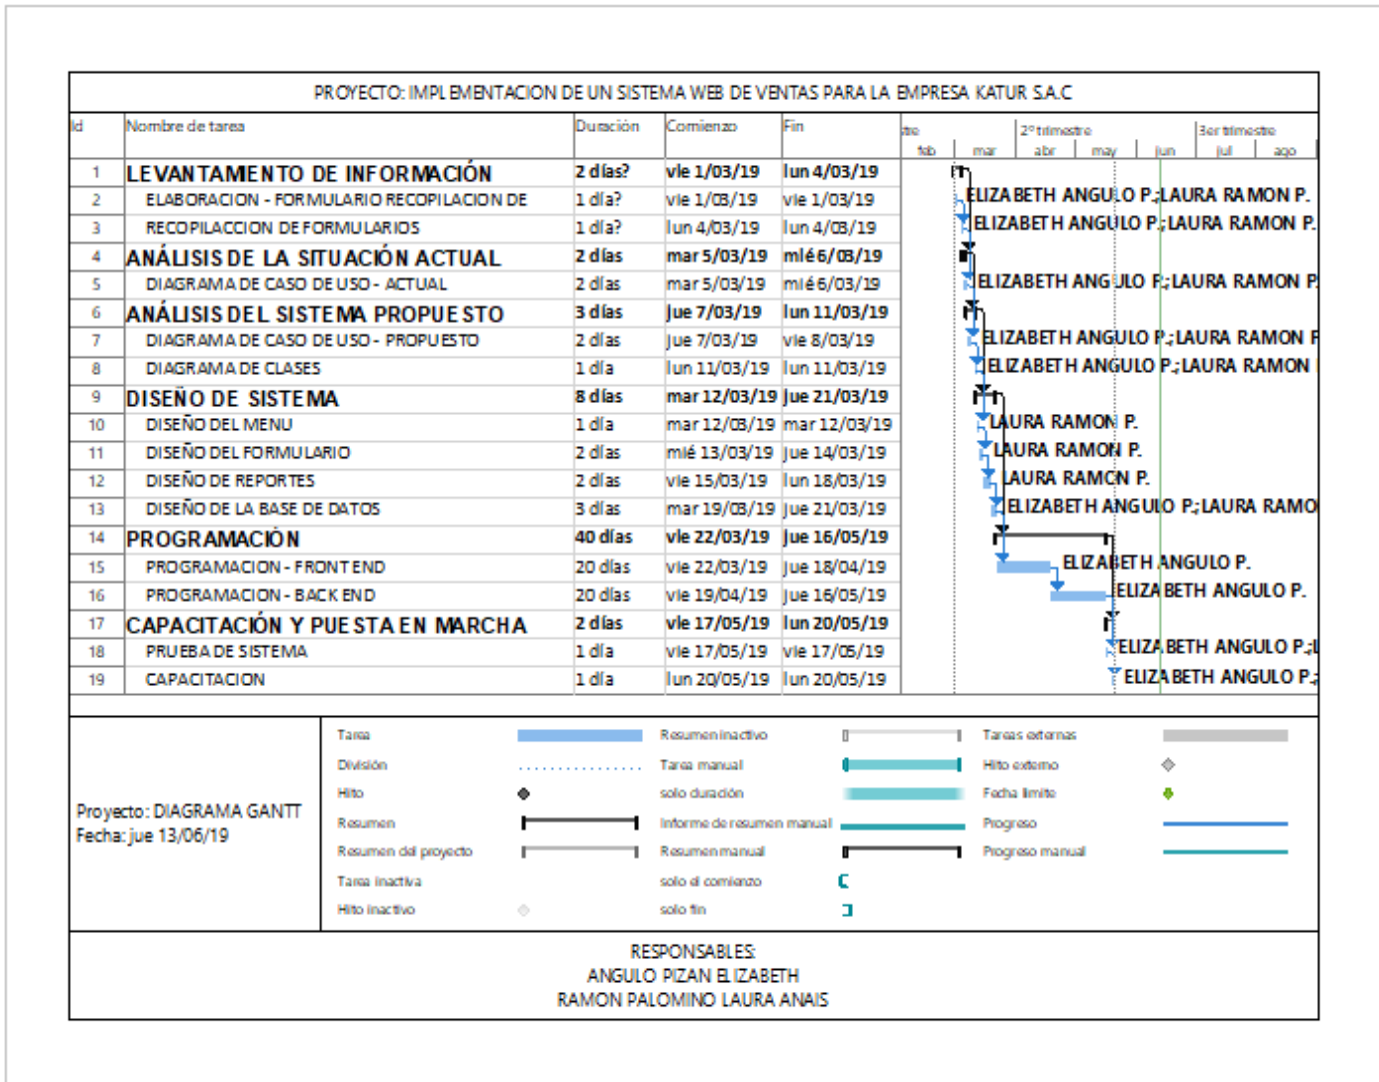 PROYECTO: IMPLEMENTACION DE UN SISTEMA WEB DE VENTAS PARA LA EMPRESA KATUR S.A.C
Id Nombre de tarea Duración Comienzo Fin
tre 2º trimestre 3er trimestre
feb mar abr may jun jul ago
1 LEVANTAMIENTO DE INFORMACIÓN 2 días? vie 1/03/19 lun 4/03/19
2 ELABORACION - FORMULARIO RECOPILACION DE 1 día? vie 1/03/19 vie 1/03/19 ELIZABETH ANGULO P.;LAURA RAMON P.
3 RECOPILACCION DE FORMULARIOS 1 día? lun 4/03/19 lun 4/03/19 ELIZABETH ANGULO P.;LAURA RAMON P.
4 ANÁLISIS DE LA SITUACIÓN ACTUAL 2 días mar 5/03/19 mié 6/03/19
5 DIAGRAMA DE CASO DE USO - ACTUAL 2 días mar 5/03/19 mié 6/03/19 ELIZABETH ANGULO P.;LAURA RAMON P
6 ANÁLISIS DEL SISTEMA PROPUESTO 3 días jue 7/03/19 lun 11/03/19
7 DIAGRAMA DE CASO DE USO - PROPUESTO 2 días jue 7/03/19 vie 8/03/19 ELIZABETH ANGULO P.;LAURA RAMON P
8 DIAGRAMA DE CLASES 1 día lun 11/03/19 lun 11/03/19 ELIZABETH ANGULO P.;LAURA RAMON
9 DISEÑO DE SISTEMA 8 días mar 12/03/19 jue 21/03/19
10 DISEÑO DEL MENU 1 día mar 12/03/19 mar 12/03/19 LAURA RAMON P.
11 DISEÑO DEL FORMULARIO 2 días mié 13/03/19 jue 14/03/19 LAURA RAMON P.
12 DISEÑO DE REPORTES 2 días vie 15/03/19 lun 18/03/19 LAURA RAMON P.
13 DISEÑO DE LA BASE DE DATOS 3 días mar 19/03/19 jue 21/03/19 ELIZABETH ANGULO P.;LAURA RAMO
14 PROGRAMACIÓN 40 días vie 22/03/19 jue 16/05/19
15 PROGRAMACION - FRONT END 20 días vie 22/03/19 jue 18/04/19 ELIZABETH ANGULO P.
16 PROGRAMACION - BACK END 20 días vie 19/04/19 jue 16/05/19 ELIZABETH ANGULO P.
17 CAPACITACIÓN Y PUESTA EN MARCHA 2 días vie 17/05/19 lun 20/05/19
18 PRUEBA DE SISTEMA 1 día vie 17/05/19 vie 17/05/19 ELIZABETH ANGULO P.;L
19 CAPACITACION 1 día lun 20/05/19 lun 20/05/19 ELIZABETH ANGULO P.;
Proyecto: DIAGRAMA GANTT
Fecha: jue 13/06/19
Tarea Resumen inactivo Tareas externas
División Tarea manual Hito externo
Hito solo duración Fecha límite
Resumen Informe de resumen manual Progreso
Resumen del proyecto Resumen manual Progreso manual
Tarea inactiva solo el comienzo
Hito inactivo solo fin
RESPONSABLES:
ANGULO PIZAN ELIZABETH
RAMON PALOMINO LAURA ANAIS